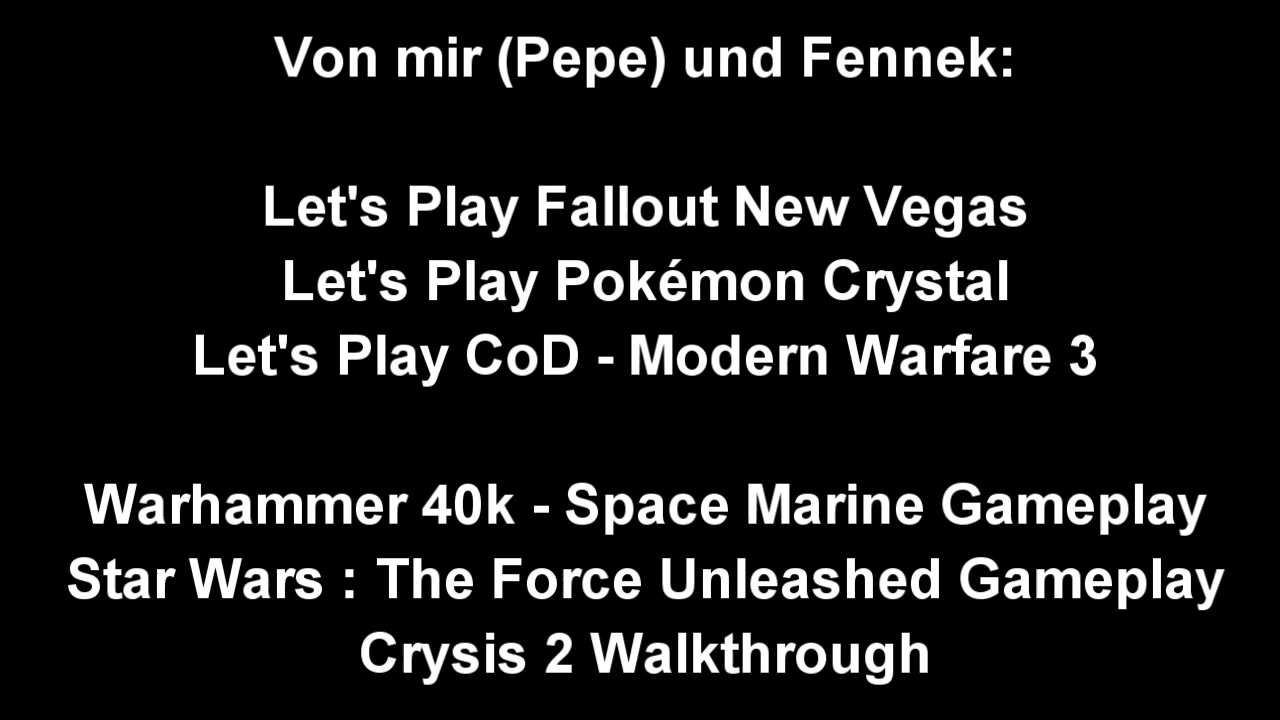 Von mir (Pepe) und Fennek:
Let's Play Fallout New Vegas
Let's Play Pokémon Crystal
Let's Play CoD - Modern Warfare 3
Warhammer 40k - Space Marine Gameplay
Star Wars : The Force Unleashed Gameplay
Crysis 2 Walkthrough